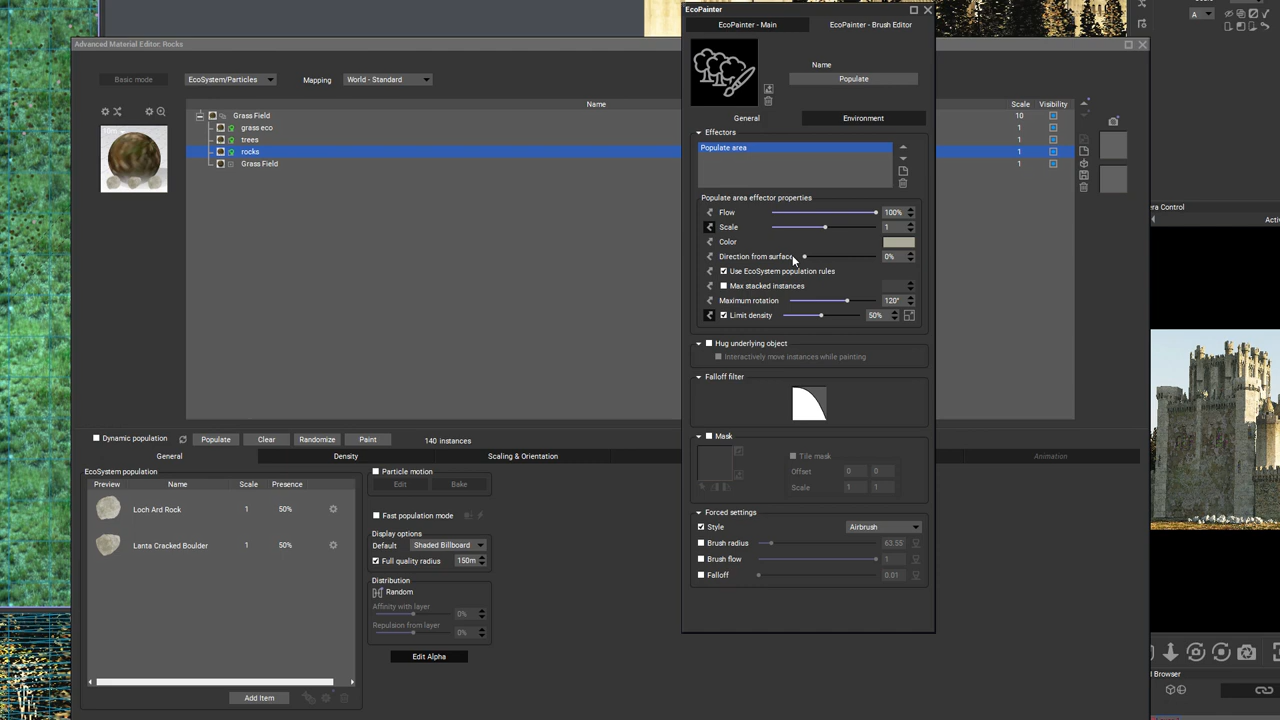 EcoPainter
EcoPainter - Main
EcoPainter - Brush Editor
A
Advanced Material Editor: Rocks
Basic mode
EcoSystem/Particles
Mapping
World - Standard
Name
Populate
General
Environment
Name
Scale
Visibility
Grass Field
10
grass eco
1
trees
1
rocks
1
Grass Field
1
Effectors
Populate area
Populate area effector properties
Flow
100%
Scale
1
Color
Direction from surface
0%
Use EcoSystem population rules
Max stacked instances
Maximum rotation
120°
Limit density
50%
Hug underlying object
Interactively move instances while painting
Falloff filter
Mask
Tile mask
Offset
0
0
Scale
1
1
Forced settings
Style
Airbrush
Brush radius
63.55
Brush flow
1
Falloff
0.01
Dynamic population
Populate
Clear
Randomize
Paint
140 instances
General
Density
Scaling & Orientation
Animation
EcoSystem population
Preview
Name
Scale
Presence
Loch Ard Rock
1
50%
Lanta Cracked Boulder
1
50%
Add Item
Particle motion
Edit
Bake
Fast population mode
Display options
Default
Shaded Billboard
Full quality radius
150m
Distribution
Random
Affinity with layer
0%
Repulsion from layer
0%
Edit Alpha
era Control
Activ
l Browser